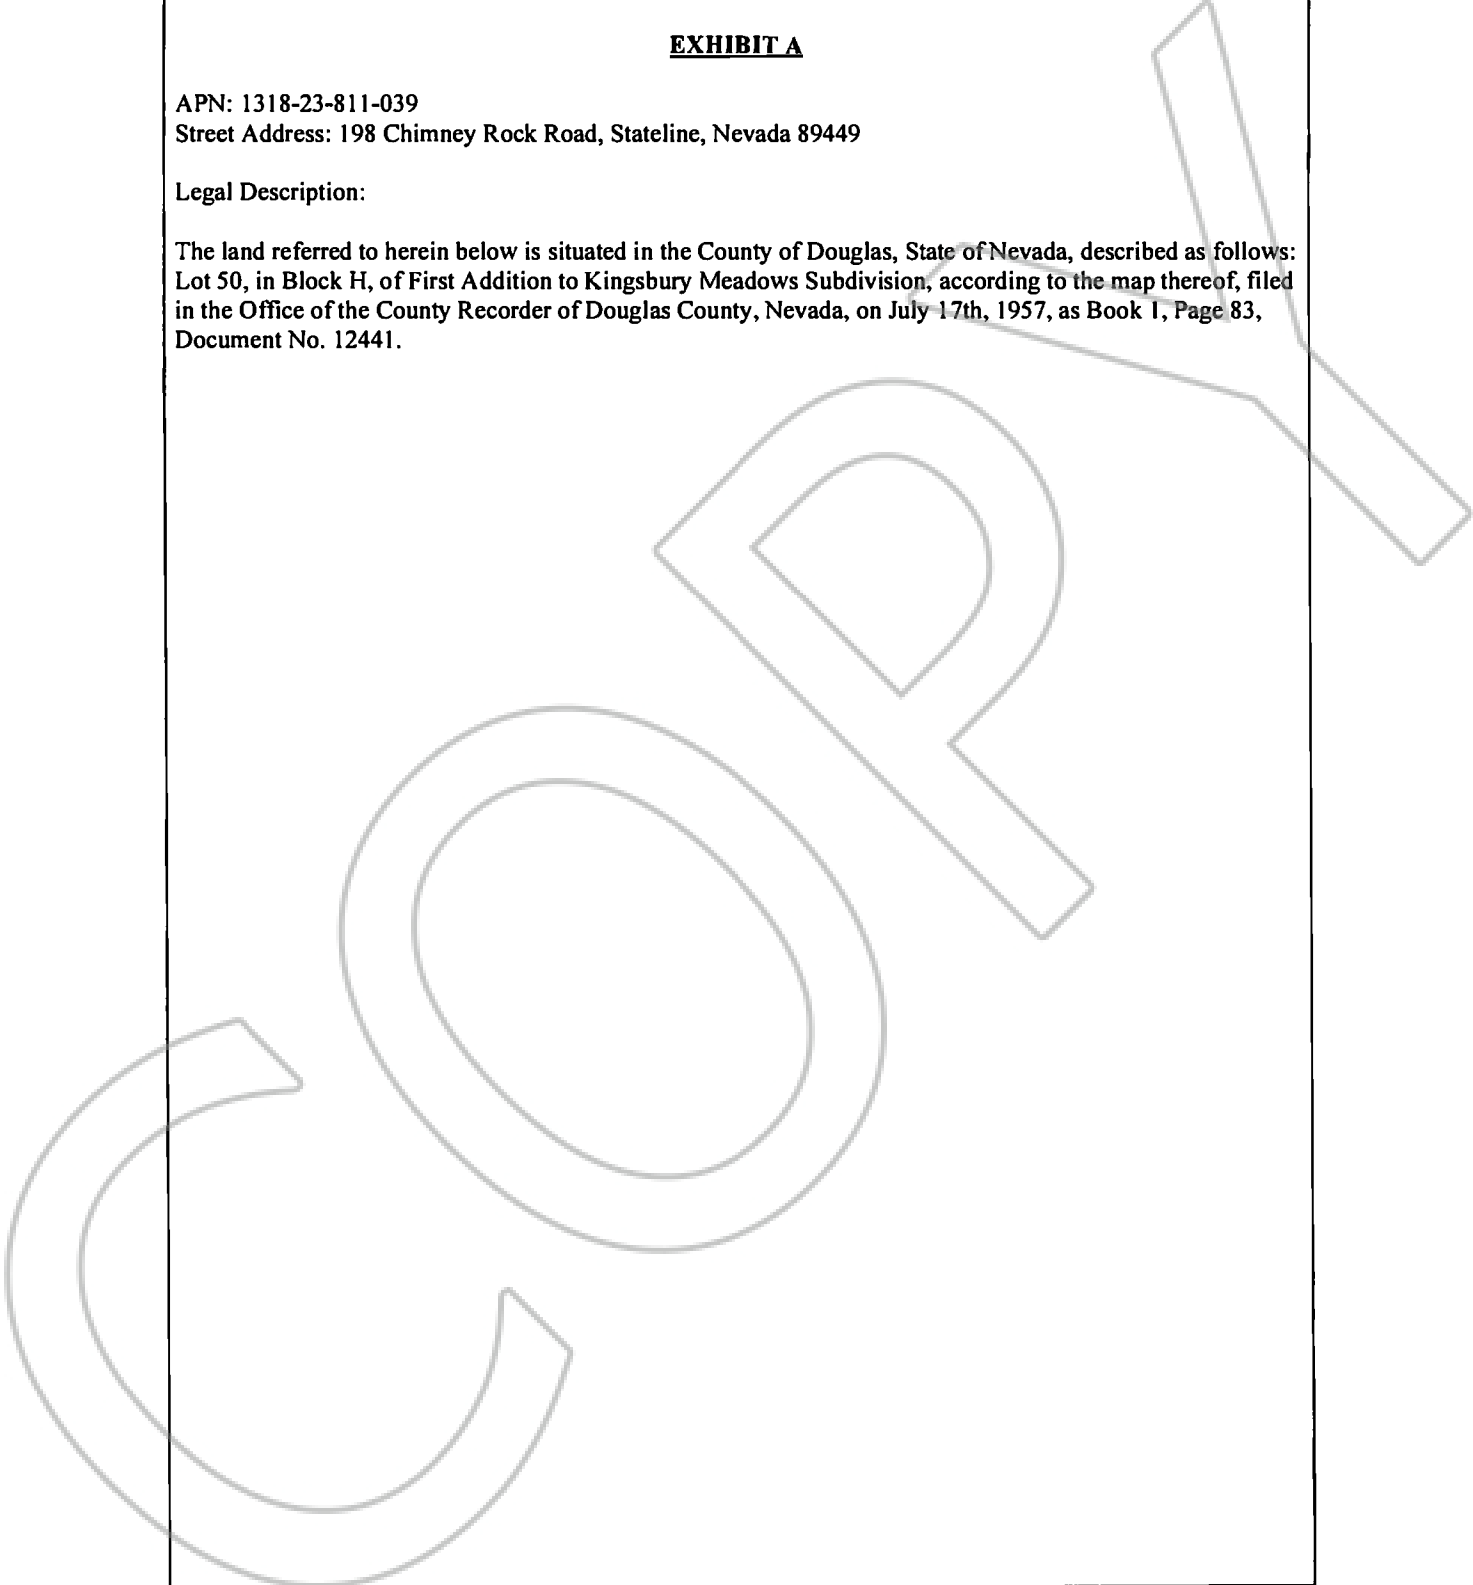 EXHIBIT A
APN: 1318-23-811-039
Street Address: 198 Chimney Rock Road, Stateline, Nevada 89449
Legal Description:
The land referred to herein below is situated in the County of Douglas, State of Nevada, described as follows:
Lot 50, in Block H, of First Addition to Kingsbury Meadows Subdivision, according to the map thereof, filed
in the Office of the County Recorder of Douglas County, Nevada, on July 17th, 1957, as Book 1, Page 83,
Document No. 12441.
COPY